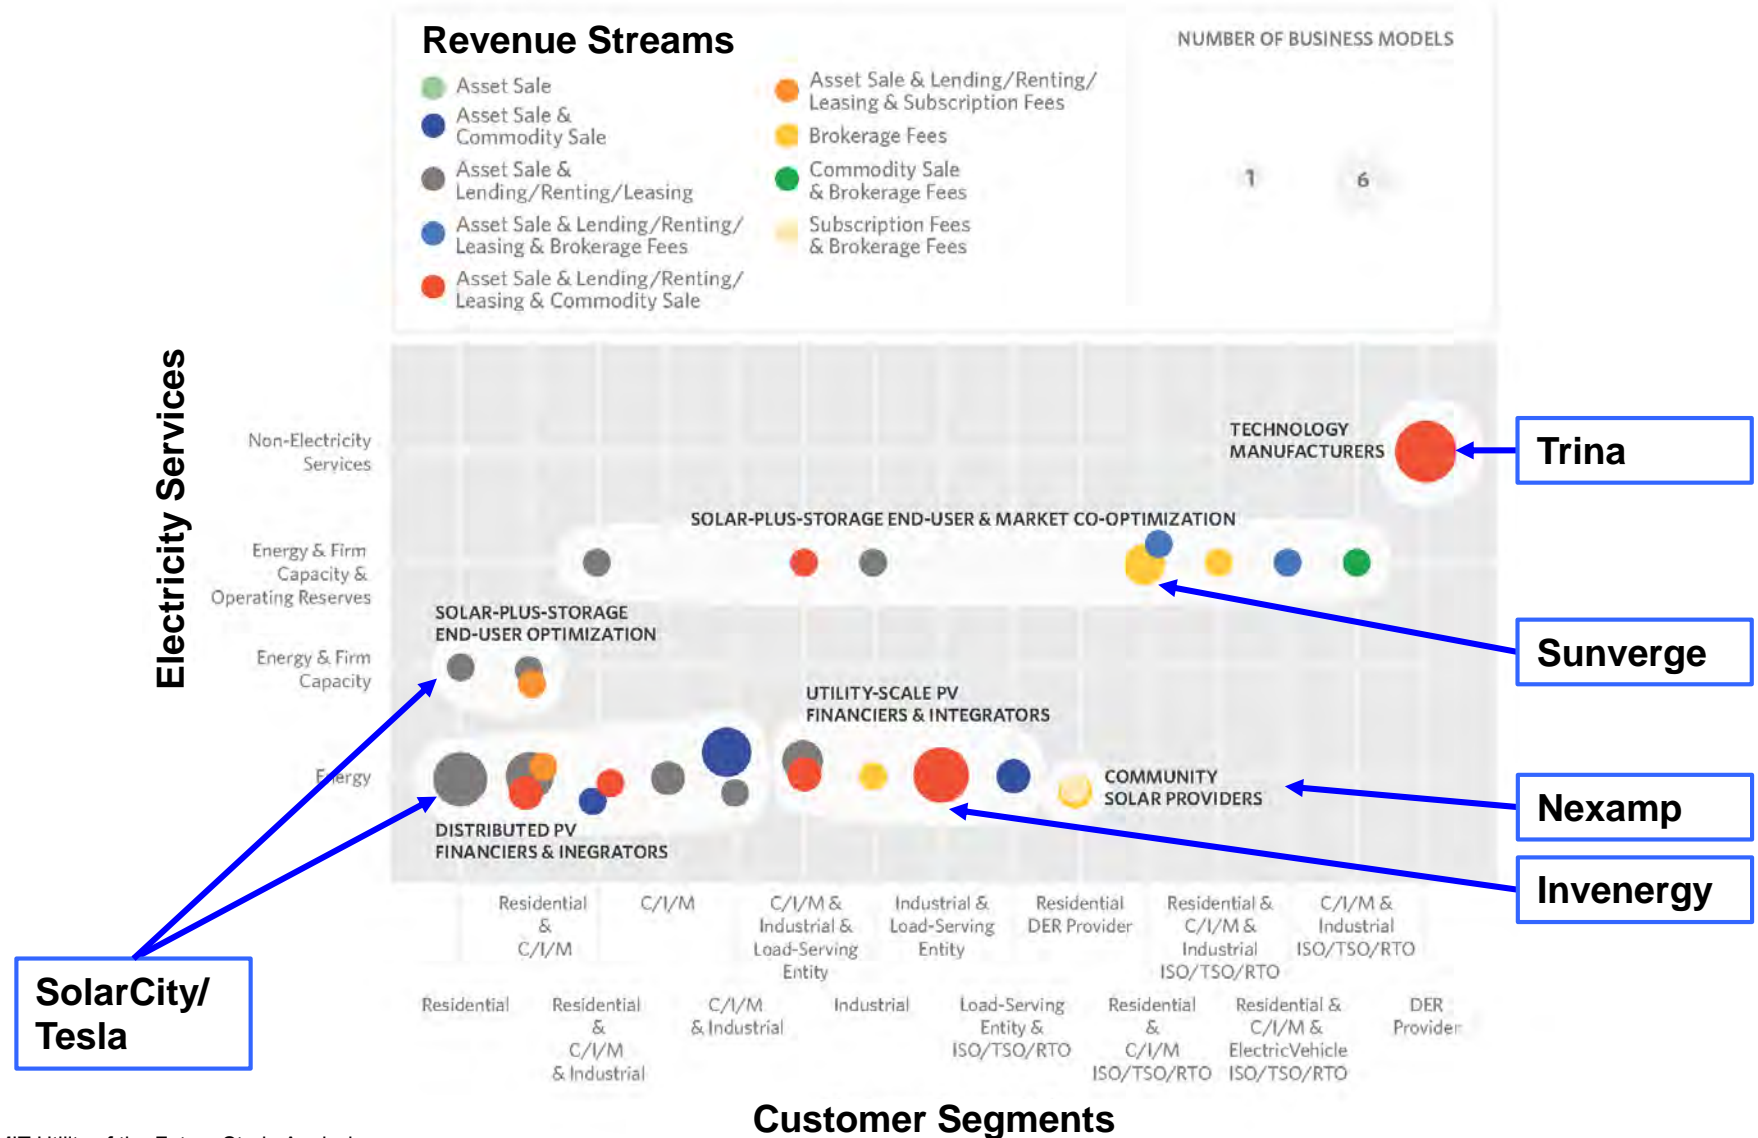 Revenue Streams
Asset Sale
Asset Sale &
Commodity Sale
Asset Sale &
Lending/Renting/Leasing
Asset Sale & Lending/Renting/
Leasing & Brokerage Fees
Asset Sale & Lending/Renting/
Leasing & Commodity Sale
Asset Sale & Lending/Renting/
Leasing & Subscription Fees
Brokerage Fees
Commodity Sale
& Brokerage Fees
Subscription Fees
& Brokerage Fees
NUMBER OF BUSINESS MODELS
1 6
Electricity Services
Non-Electricity
Services
Energy & Firm
Capacity &
Operating Reserves
Energy & Firm
Capacity
Energy
TECHNOLOGY
MANUFACTURERS
SOLAR-PLUS-STORAGE END-USER & MARKET CO-OPTIMIZATION
SOLAR-PLUS-STORAGE
END-USER OPTIMIZATION
UTILITY-SCALE PV
FINANCIERS & INTEGRATORS
COMMUNITY
SOLAR PROVIDERS
DISTRIBUTED PV
FINANCIERS & INEGRATORS
Trina
Sunverge
Nexamp
Invenergy
SolarCity/
Tesla
Residential
&
C/I/M
C/I/M
C/I/M &
Industrial &
Load-Serving
Entity
Industrial &
Load-Serving
Entity
Residential
DER Provider
Residential &
C/I/M &
Industrial
ISO/TSO/RTO
C/I/M &
Industrial
ISO/TSO/RTO
Residential
Residential
&
C/I/M
& Industrial
C/I/M
& Industrial
Industrial
Load-Serving
Entity &
ISO/TSO/RTO
Residential
&
C/I/M
ISO/TSO/RTO
Residential &
C/I/M &
ElectricVehicle
ISO/TSO/RTO
DER
Provider
Customer Segments